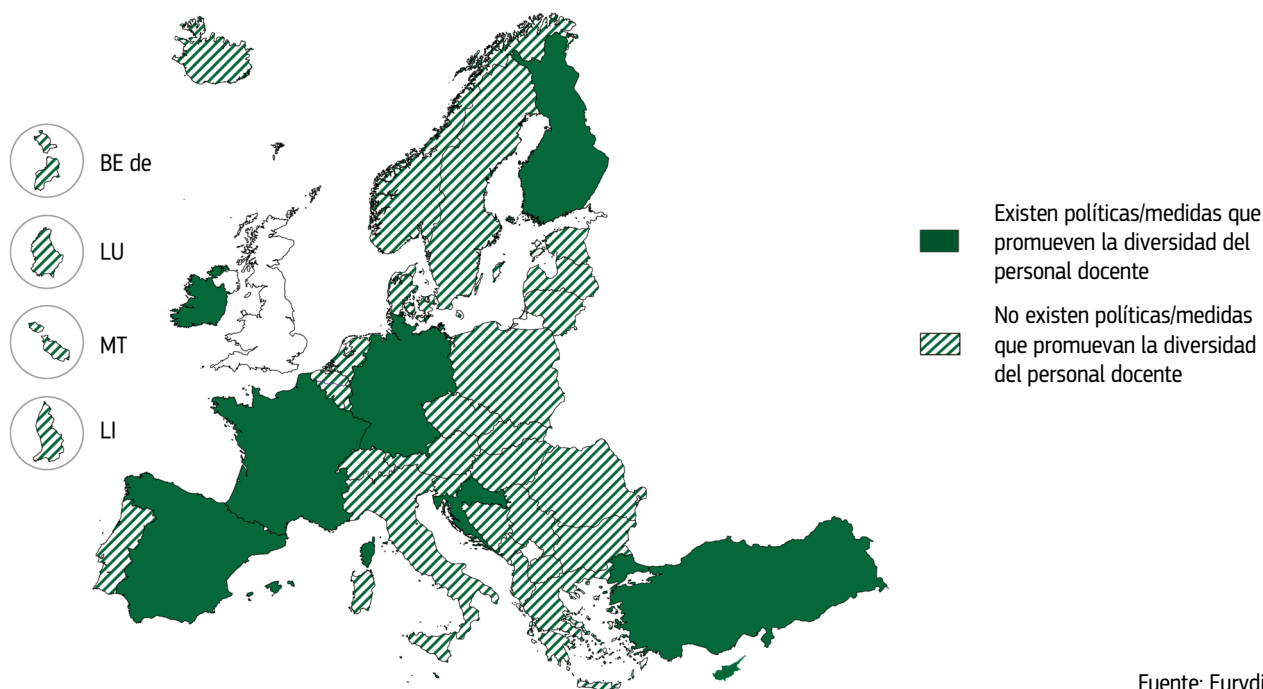 BE de
LU
MT
LI
Existen políticas/medidas que
promueven la diversidad del
personal docente
No existen políticas/medidas
que promuevan la diversidad
del personal docente
Fuente: